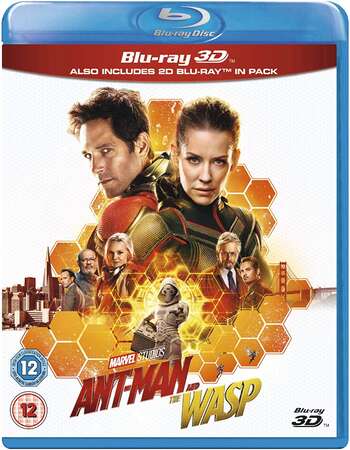 Blu-ray Disc
Blu-ray 3D™
ALSO INCLUDES 2D BLU-RAY™ IN PACK
12
12
MARVEL STUDIOS
ANT-MAN
AND
THE
WASP
Blu-ray
3D